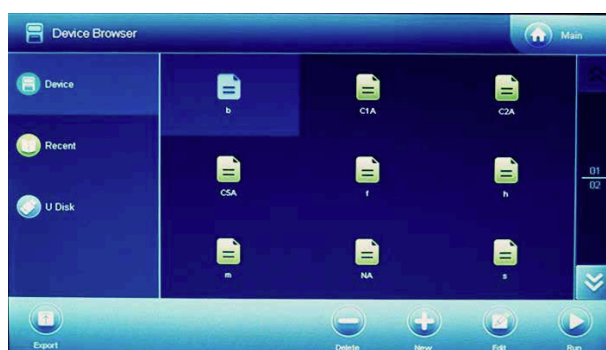 Device Browser
Main
Device
b
C1A
C2A
Recent
C5A
f
h
01
02
U Disk
m
NA
s
Export
Delete
New
Edit
Run